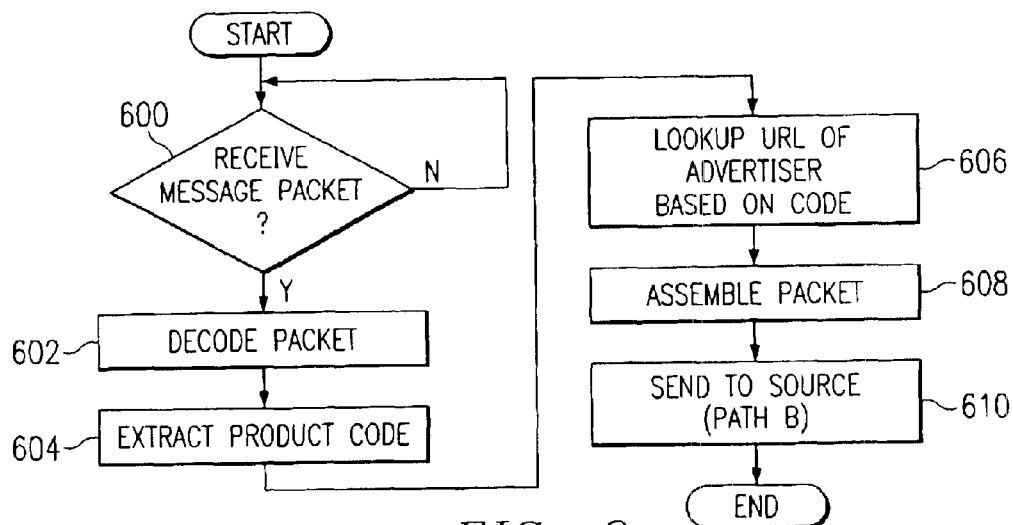 START
600
RECEIVE
MESSAGE PACKET
?
N
Y
602
DECODE PACKET
604
EXTRACT PRODUCT CODE
LOOKUP URL OF
ADVERTISER
BASED ON CODE
606
ASSEMBLE PACKET
608
SEND TO SOURCE
(PATH B)
610
END